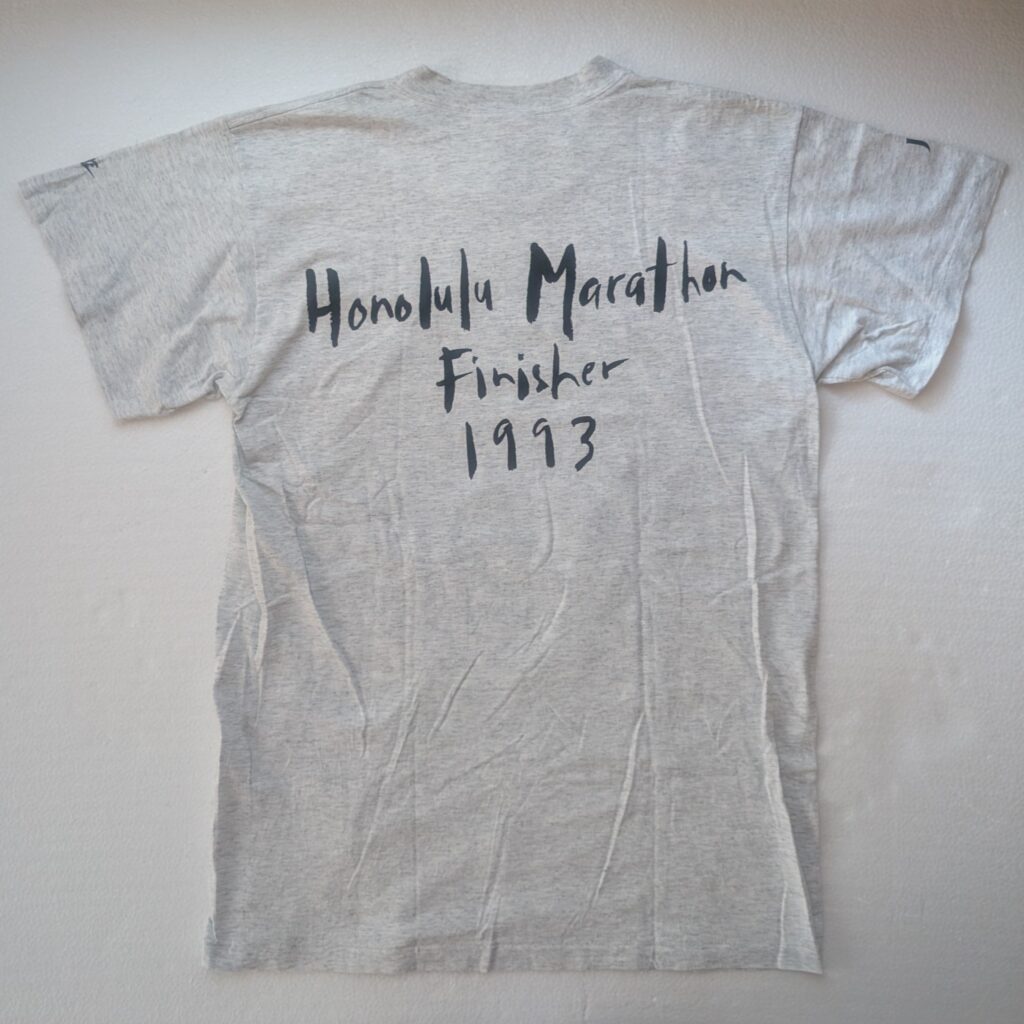 Honolulu Marathon
Finisher
1993